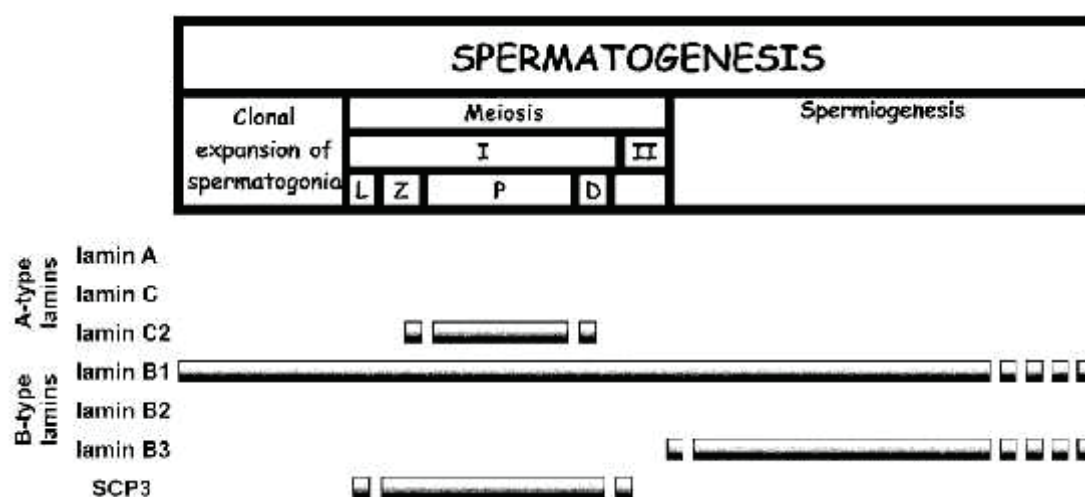 SPERMATOGENESIS
Clonal
expansion of
spermatogonia
Meiosis
Spermiogenesis
I
II
L
Z
P
D
A-type
lamins
lamin A
lamin C
lamin C2
B-type
lamins
lamin B1
lamin B2
lamin B3
SCP3